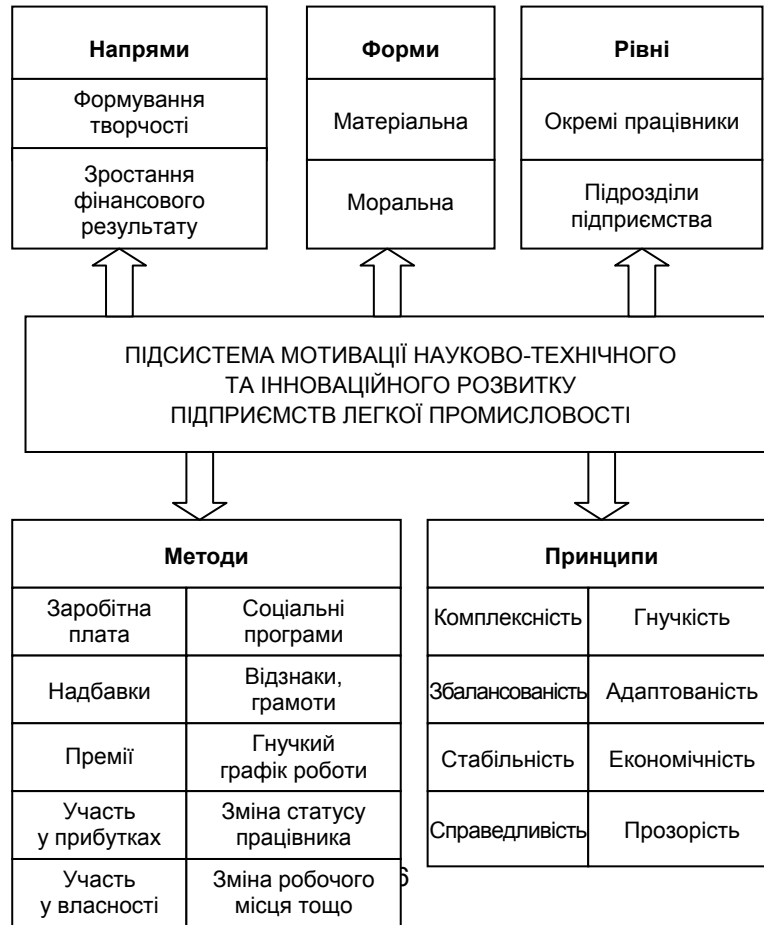 Напрями
Формування
творчості
Зростання
фінансового
результату
Форми
Матеріальна
Моральна
Рівні
Окремі працівники
Підрозділи
підприємства
ПІДСИСТЕМА МОТИВАЦІЇ НАУКОВО-ТЕХНІЧНОГО
ТА ІННОВАЦІЙНОГО РОЗВИТКУ
ПІДПРИЄМСТВ ЛЕГКОЇ ПРОМИСЛОВОСТІ
Методи
Заробітна
плата
Соціальні
програми
Надбавки
Відзнаки,
грамоти
Премії
Гнучкий
графік роботи
Участь
у прибутках
Зміна статусу
працівника
Участь
у власності
Зміна робочого
місця тощо
Принципи
Комплексність
Гнучкість
Збалансованість
Адаптованість
Стабільність
Економічність
Справедливість
Прозорість